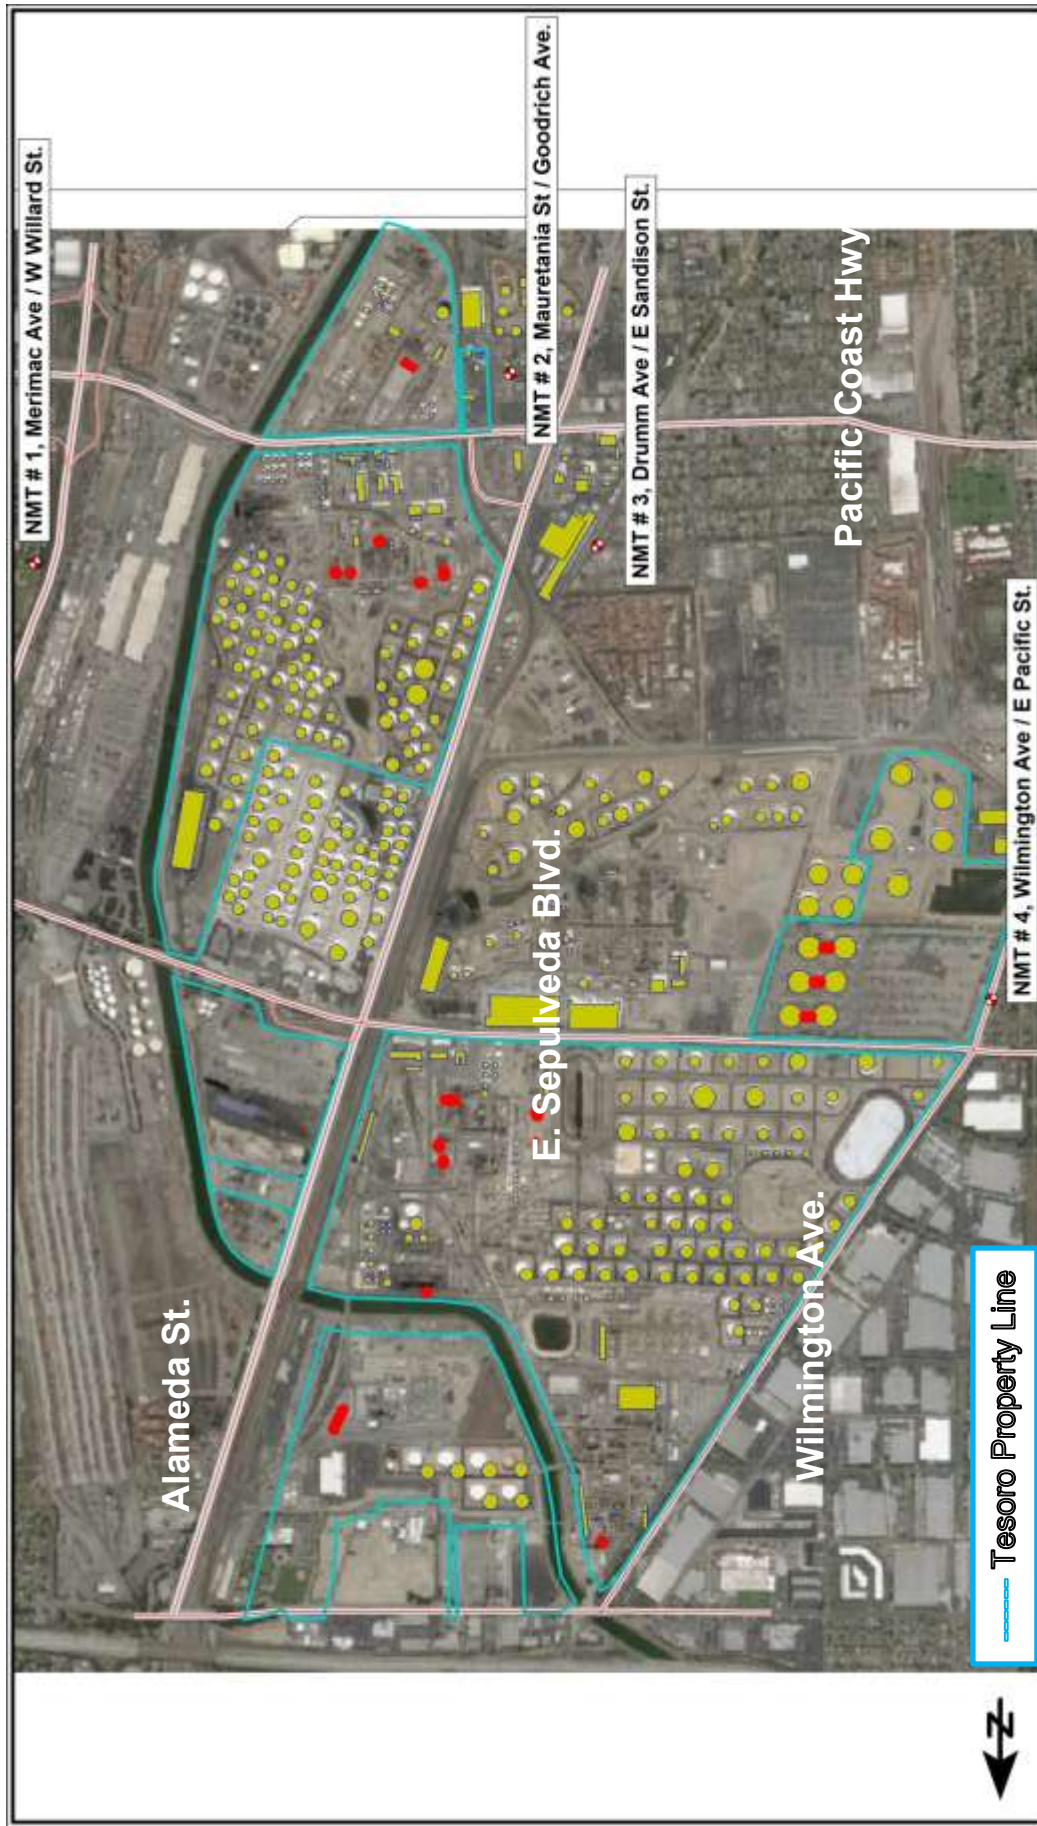 NMT # 1, Merimac Ave / W Willard St.
NMT # 2, Mauretania St / Goodrich Ave.
NMT # 3, Drumm Ave / E Sandison St.
Pacific Coast Hwy
NMT # 4, Wilmington Ave / E Pacific St.
E. Sepulveda Blvd.
Alameda St.
Wilmington Ave.
Tesoro Property Line
N